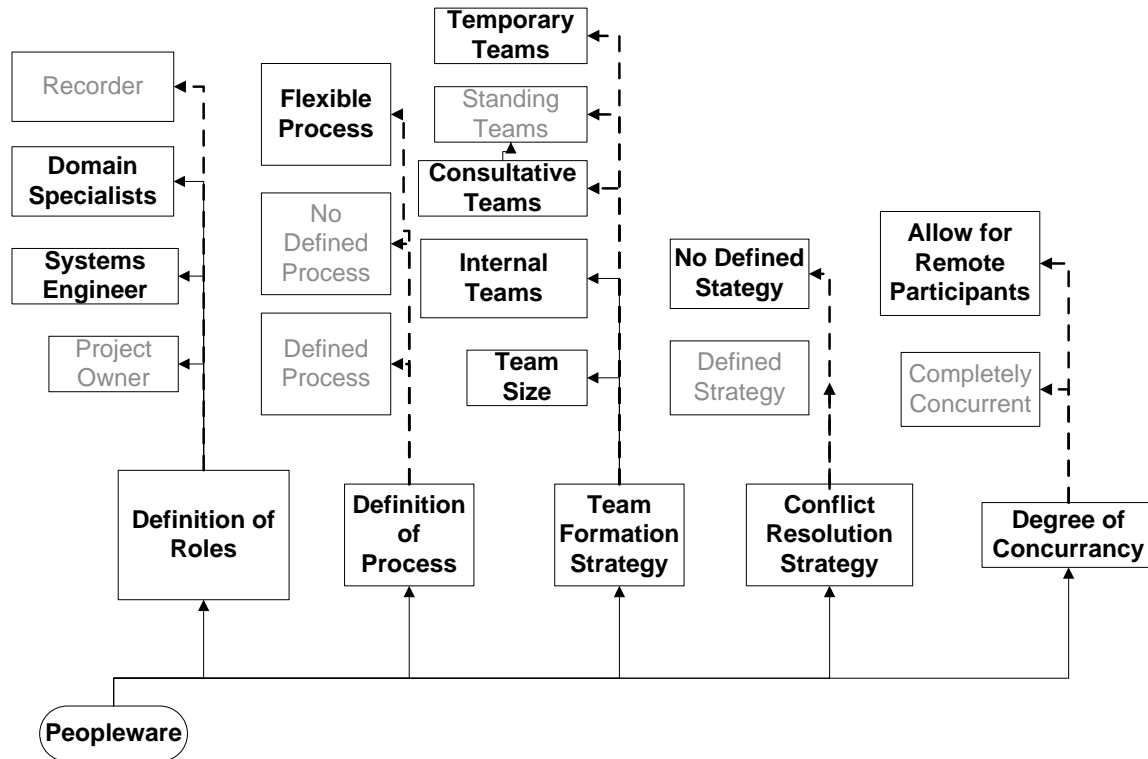 Recorder
Domain
Specialists
Systems
Engineer
Project
Owner
Definition of
Roles
Flexible
Process
No
Defined
Process
Defined
Process
Definition
of
Process
Temporary
Teams
Standing
Teams
Consultative
Teams
Internal
Teams
Team
Size
Team
Formation
Strategy
No Defined
Stategy
Defined
Strategy
Conflict
Resolution
Strategy
Allow for
Remote
Participants
Completely
Concurrent
Degree of
Concurrancy
Peopleware